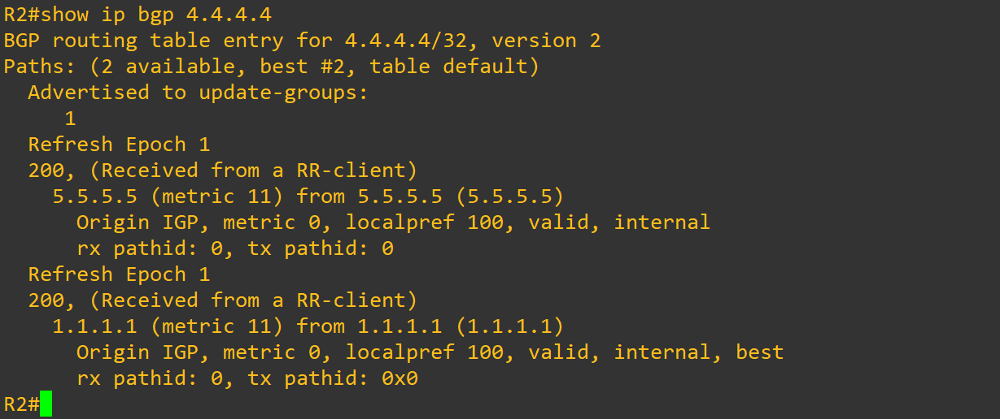 R2#show ip bgp 4.4.4.4
BGP routing table entry for 4.4.4.4/32, version 2
Paths: (2 available, best #2, table default)
  Advertised to update-groups:
     1
  Refresh Epoch 1
  200, (Received from a RR-client)
    5.5.5.5 (metric 11) from 5.5.5.5 (5.5.5.5)
      Origin IGP, metric 0, localpref 100, valid, internal
      rx pathid: 0, tx pathid: 0
  Refresh Epoch 1
  200, (Received from a RR-client)
    1.1.1.1 (metric 11) from 1.1.1.1 (1.1.1.1)
      Origin IGP, metric 0, localpref 100, valid, internal, best
      rx pathid: 0, tx pathid: 0x0
R2#